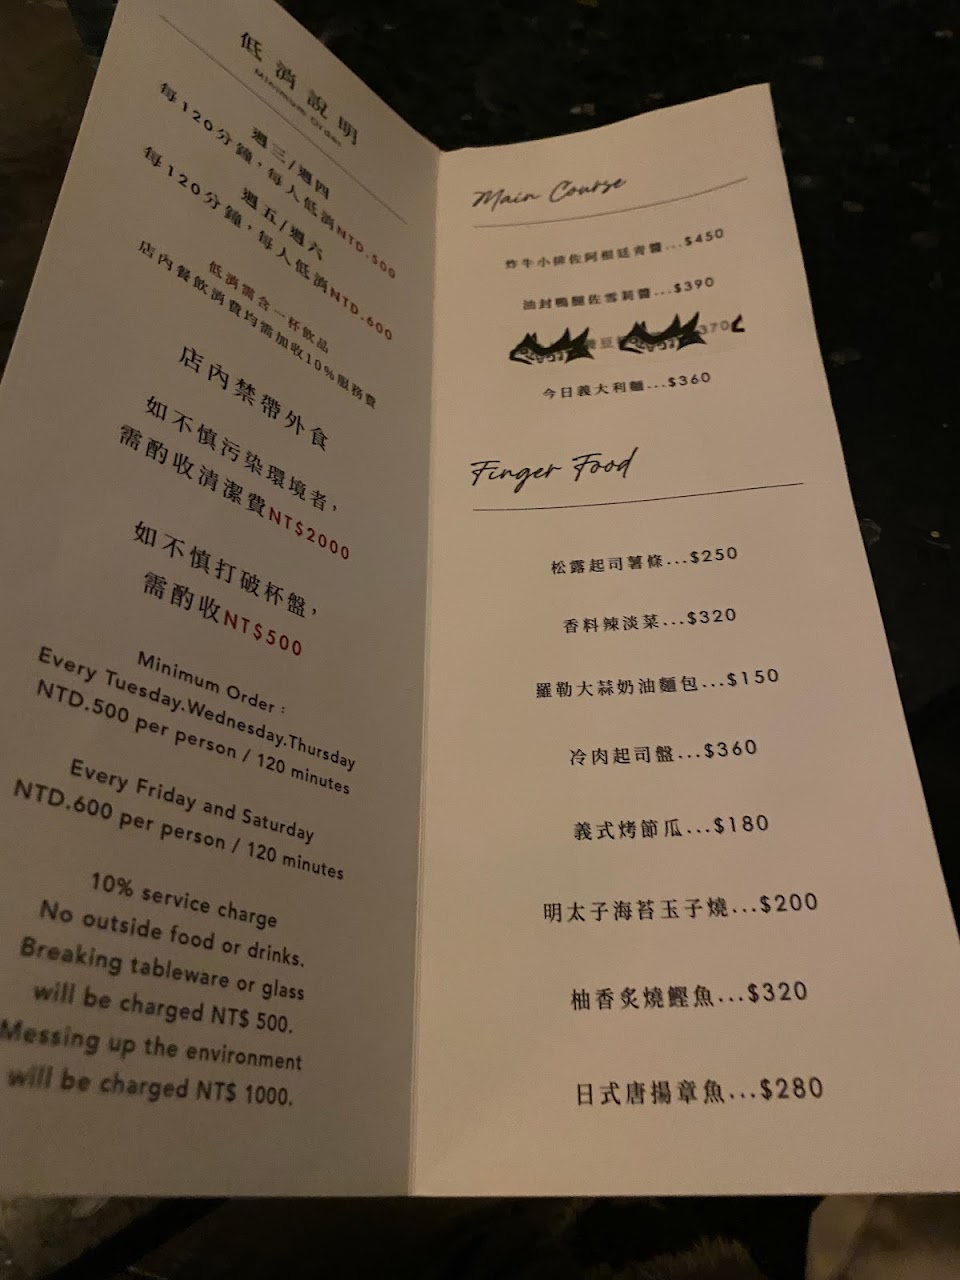 低消說明
Minimum Order
週三/週四
每120分鐘，每人低消NTD.500
週五/週六
每120分鐘，每人低消NTD.600
低消需含一杯飲品
店內餐飲消費均需加收10%服務費
店內禁帶外食
如不慎污染環境者，
需酌收清潔費NT$2000
如不慎打破杯盤，
需酌收NT$500
Minimum Order :
Every Tuesday.Wednesday.Thursday
NTD.500 per person / 120 minutes
Every Friday and Saturday
NTD.600 per person / 120 minutes
10% service charge
No outside food or drinks.
Breaking tableware or glass
will be charged NT$ 500.
Messing up the environment
will be charged NT$ 1000.
Main Course
炸牛小排佐阿根廷青醬...$450
油封鴨腿佐雪莉醬...$390
豆 370
今日義大利麵...$360
Finger Food
松露起司薯條...$250
香料辣淡菜...$320
羅勒大蒜奶油麵包...$150
冷肉起司盤...$360
義式烤節瓜...$180
明太子海苔玉子燒...$200
柚香炙燒鰹魚...$320
日式唐揚章魚...$280